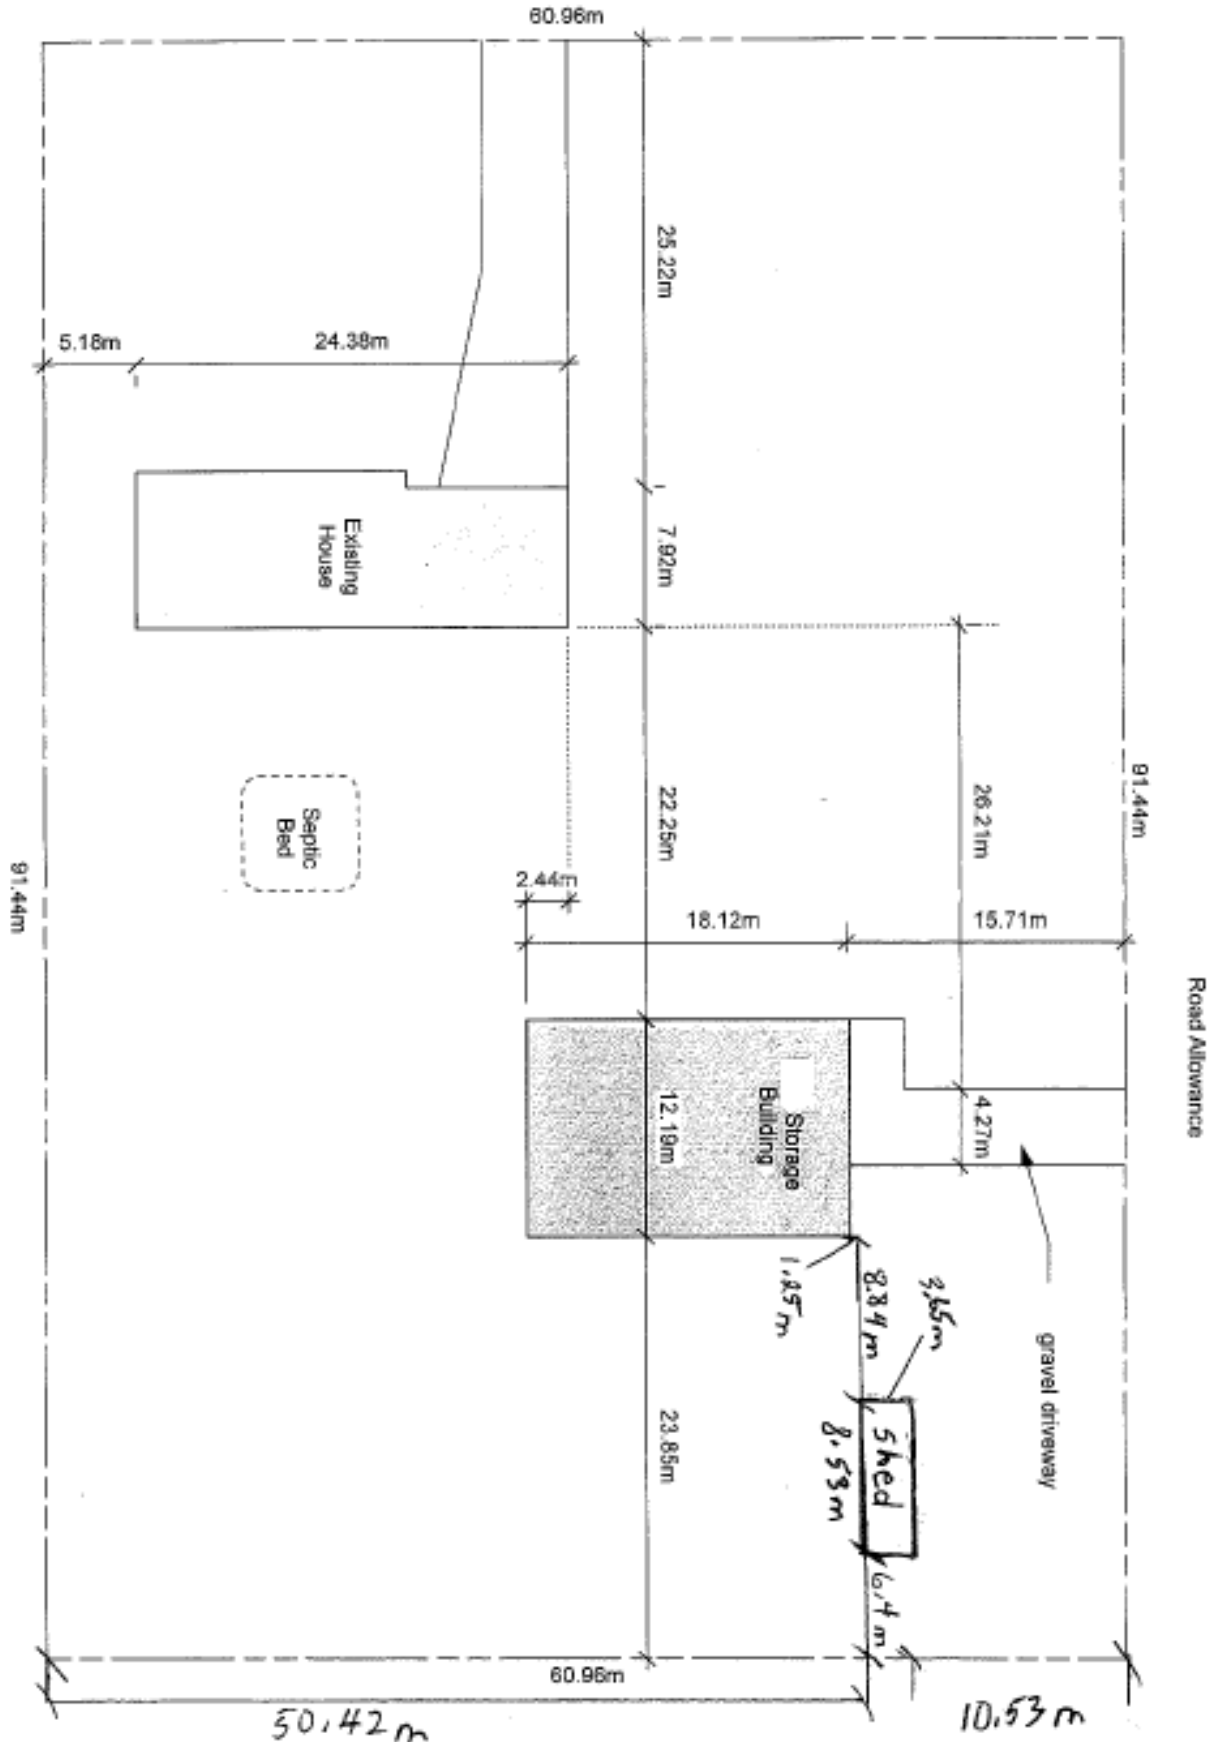 60.96m
25.22m
5.18m
24.38m
Existing
House
7.92m
91.44m
22.25m
26.21m
Septic
Bed
91.44m
2.44m
18.12m
15.71m
Road Allowance
12.19m
Storage
Building
4.27m
1.25m
8.84m
3.65m
gravel driveway
23.85m
Shed
8.53m
6.4m
60.96m
50.42m
10.53m